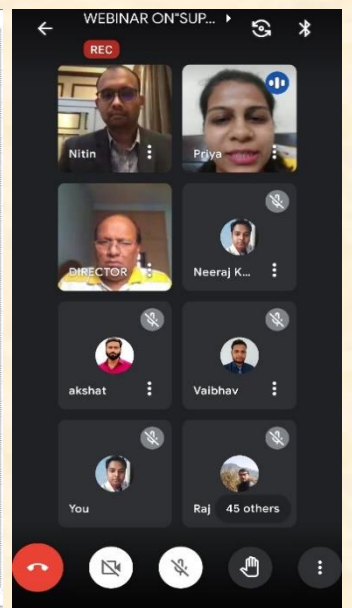 WEBINAR ON"SUP...
REC
Nitin
Priya
DIRECTOR
Neeraj K...
akshat
Vaibhav
You
Raj
45 others